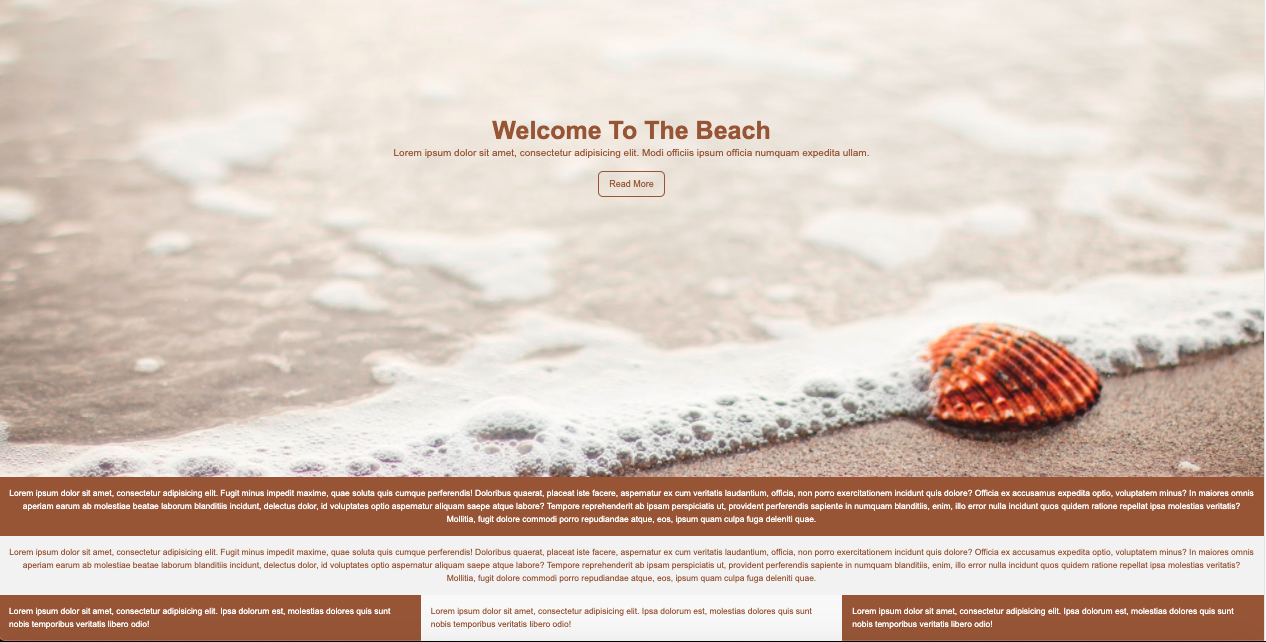 Welcome To The Beach
Lorem ipsum dolor sit amet, consectetur adipisicing elit. Modi officiis ipsum officia numquam expedita ullam.
Read More
Lorem ipsum dolor sit amet, consectetur adipisicing elit. Fugit minus impedit maxime, quae soluta quis cumque perferendis! Doloribus quaerat, placeat iste facere, aspernatur ex cum veritatis laudantium, officia, non porro exercitationem incidunt quis dolore? Officia ex accusamus expedita optio, voluptatem minus? In maiores omnis
aperiam earum ab molestiae beatae laborum blanditiis incidunt, delectus dolor, id voluptates optio aspernatur aliquam saepe atque labore? Tempore reprehenderit ab ipsam perspiciatis ut, provident perferendis sapiente in numquam blanditiis, enim, illo error nulla incidunt quos quidem ratione repellat ipsa molestias veritatis?
Mollitia, fugit dolore commodi porro repudiandae atque, eos, ipsum quam culpa fuga deleniti quae.
Lorem ipsum dolor sit amet, consectetur adipisicing elit. Fugit minus impedit maxime, quae soluta quis cumque perferendis! Doloribus quaerat, placeat iste facere, aspernatur ex cum veritatis laudantium, officia, non porro exercitationem incidunt quis dolore? Officia ex accusamus expedita optio, voluptatem minus? In maiores omnis
aperiam earum ab molestiae beatae laborum blanditiis incidunt, delectus dolor, id voluptates optio aspernatur aliquam saepe atque labore? Tempore reprehenderit ab ipsam perspiciatis ut, provident perferendis sapiente in numquam blanditiis, enim, illo error nulla incidunt quos quidem ratione repellat ipsa molestias veritatis?
Mollitia, fugit dolore commodi porro repudiandae atque, eos, ipsum quam culpa fuga deleniti quae.
Lorem ipsum dolor sit amet, consectetur adipisicing elit. Ipsa dolorum est, molestias dolores quis sunt
nobis temporibus veritatis libero odio!
Lorem ipsum dolor sit amet, consectetur adipisicing elit. Ipsa dolorum est, molestias dolores quis sunt
nobis temporibus veritatis libero odio!
Lorem ipsum dolor sit amet, consectetur adipisicing elit. Ipsa dolorum est, molestias dolores quis sunt
nobis temporibus veritatis libero odio!